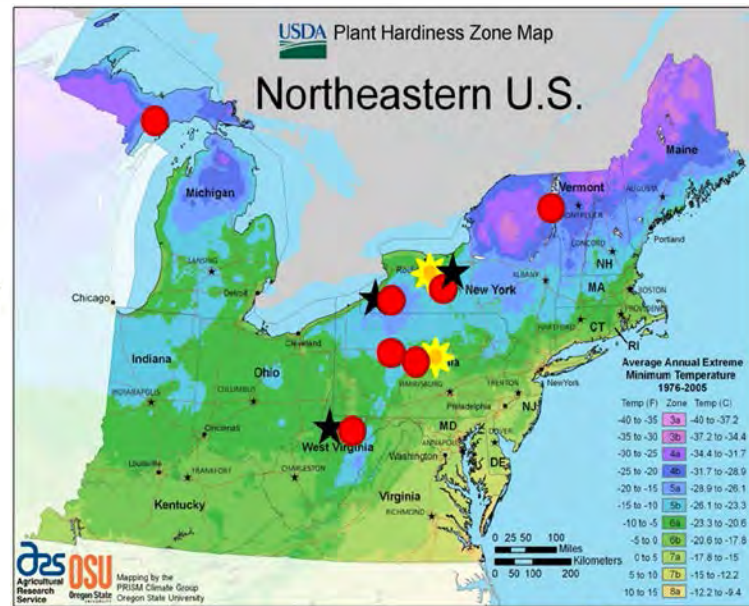 USDA Plant Hardiness Zone Map
Northeastern U.S.
Maine
Vermont
AUGUSTA
MONTPELIER
Michigan
Portland
CONCORD
NH
LANSING
New York
ALBANY
MA
BOSTON
Detroit
Chicago
PROVIDENCE
HARTFORD
CT
RI
Cleveland
Indiana
Ohio
NewYork
HARRISBURG
TRENTON
INDIANAPOLIS
COLUMBUS
Philadelphia
NJ
MD
Cincinnati
DOVER
West Virginia
ANNAPOLIS
Washington
DE
Louisville
FRANKFORT
CHARLESTON
Kentucky
Virginia
RICHMOND
Average Annual Extreme
Minimum Temperature
1976-2005
Temp (F) Zone Temp (C)
-40 to -35 3a -40 to -37.2
-35 to -30 3b -37.2 to -34.4
-30 to -25 4a -34.4 to -31.7
-25 to -20 4b -31.7 to -28.9
-20 to -15 5a -28.9 to -26.1
-15 to -10 5b -26.1 to -23.3
-10 to -5 6a -23.3 to -20.6
-5 to 0 6b -20.6 to -17.8
0 to 5 7a -17.8 to -15
5 to 10 7b -15 to -12.2
10 to 15 8a -12.2 to -9.4
0 25 50 100
Miles
Kilometers
0 50 100 200
Agricultural
Research
Service
OSU
Oregon State
Mapping by the
PRISM Climate Group
Oregon State University